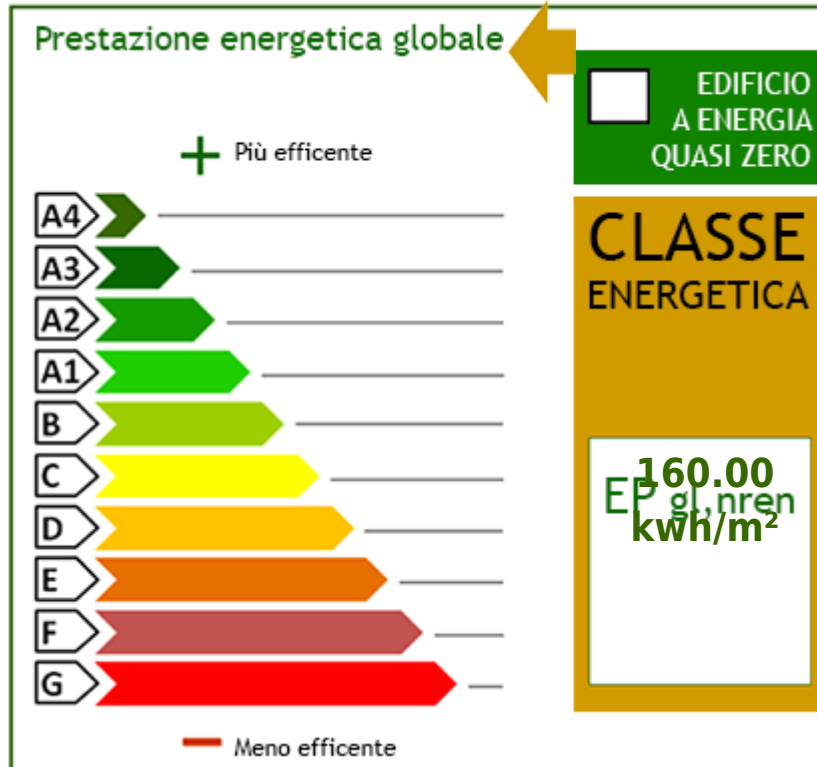 Prestazione energetica globale
Più efficente
A4
A3
A2
A1
B
C
D
E
F
G
Meno efficente
EDIFICIO
A ENERGIA
QUASI ZERO
CLASSE
ENERGETICA
160.00
EP gl,nren
kwh/m²